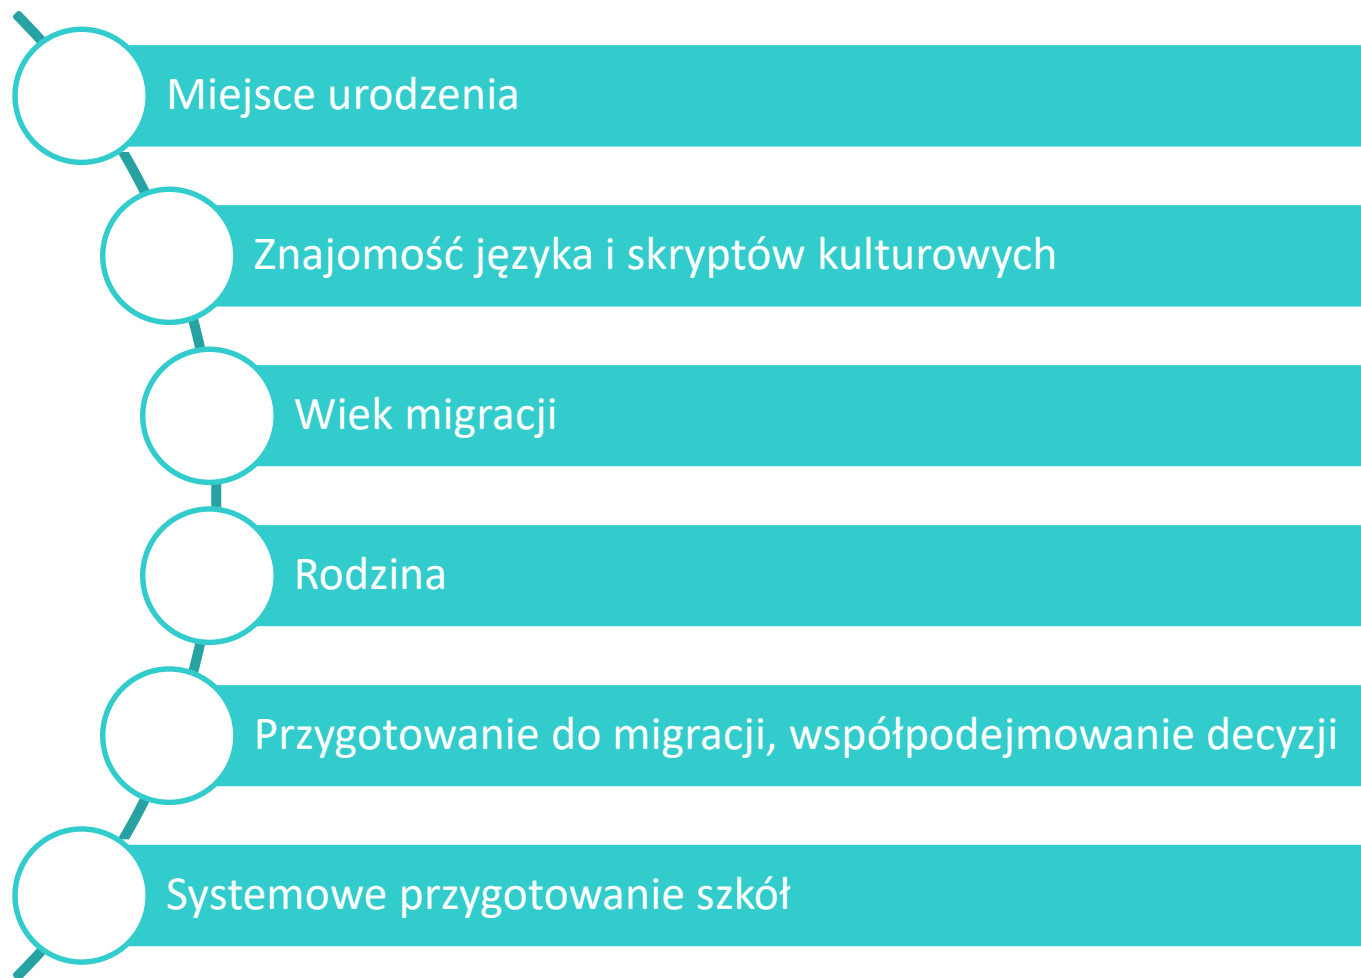 Miejsce urodzenia
Znajomość języka i skryptów kulturowych
Wiek migracji
Rodzina
Przygotowanie do migracji, współpodejmowanie decyzji
Systemowe przygotowanie szkół